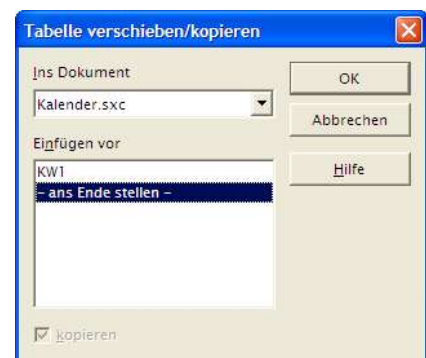 Tabelle verschieben/kopieren
Ins Dokument
Kalender.sxc
Einfügen vor
KW1
– ans Ende stellen –
kopieren
OK
Abbrechen
Hilfe